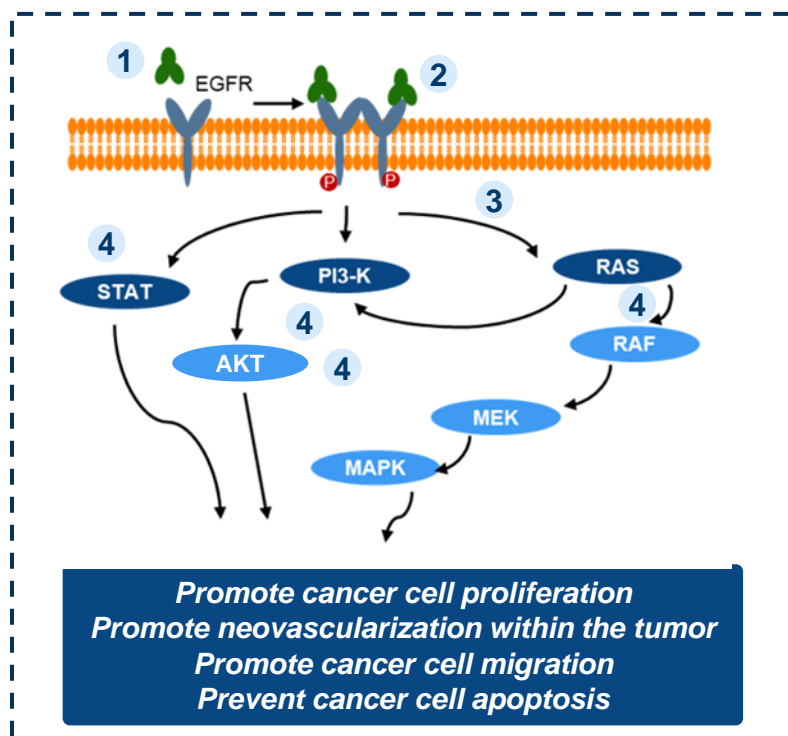 1
EGFR
2
P
P
3
4
STAT
PI3-K
RAS
4
4
RAF
AKT
4
MEK
MAPK
Promote cancer cell proliferation
Promote neovascularization within the tumor
Promote cancer cell migration
Prevent cancer cell apoptosis